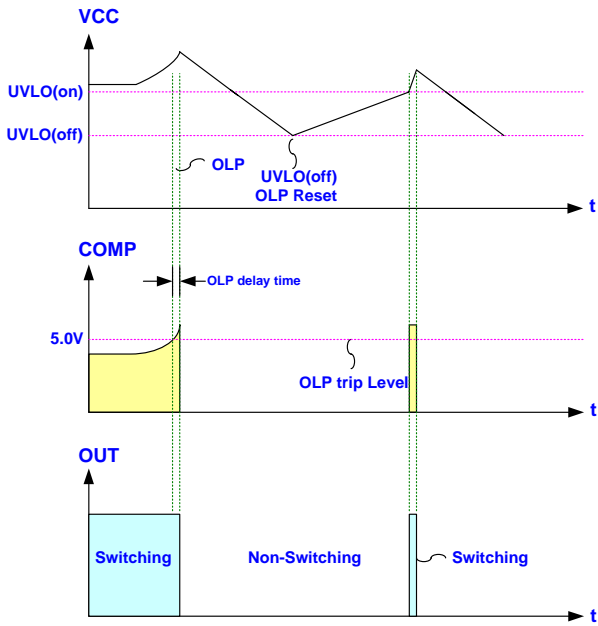 VCC
UVLO(on)
UVLO(off)
OLP
UVLO(off)
OLP Reset
t
COMP
OLP delay time
5.0V
OLP trip Level
t
OUT
Switching
Non-Switching
Switching
t